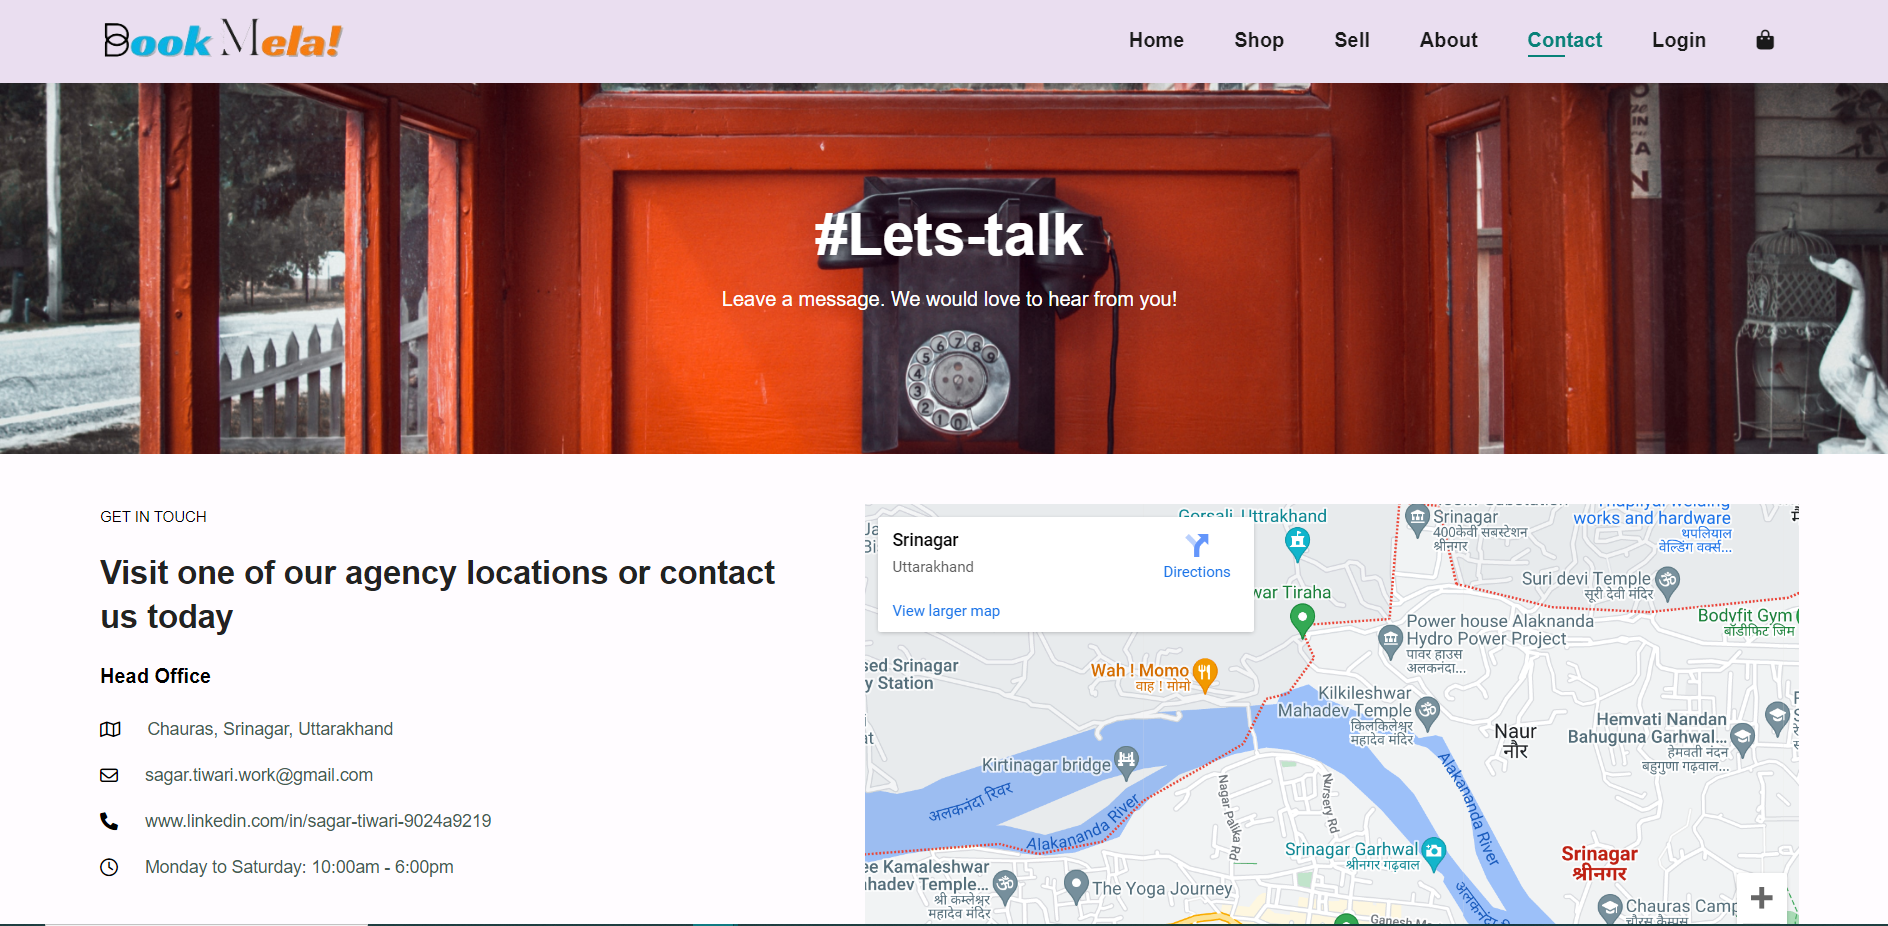 Book Mela!
Home Shop Sell About Contact Login
#Lets-talk
Leave a message. We would love to hear from you!
GET IN TOUCH
Visit one of our agency locations or contact
us today
Head Office
Chauras, Srinagar, Uttarakhand
sagar.tiwari.work@gmail.com
www.linkedin.com/in/sagar-tiwari-9024a9219
Monday to Saturday: 10:00am - 6:00pm
Srinagar
Uttarakhand
Directions
View larger map
Gorsali, Uttrakhand
Srinagar
400केवी सबस्टेशन
श्रीनगर
works and hardware
थपलियाल
वेल्डिंग वर्क्स...
Suri devi Temple
सूरी देवी मंदिर
war Tiraha
Bodyfit Gym
बॉडीफिट जिम
Power house Alaknanda
Hydro Power Project
पावर हाउस
अलकनंदा...
sed Srinagar
y Station
Wah ! Momo
वाह ! मोमो
Kilkileshwar
Mahadev Temple
किलकिलेश्वर
महादेव मंदिर
Naur
नौर
Hemvati Nandan
Bahuguna Garhwal...
हेमवती नंदन
बहुगुणा गढ़वाल...
Kirtinagar bridge
अलकनंदा रिवर
Alakananda River
Nagar Palika Rd
Nursery Rd
Alakananda River
Srinagar Garhwal
श्रीनगर गढ़वाल
Srinagar
श्रीनगर
ee Kamaleshwar
ahadev Temple...
श्री कमलेश्वर
महादेव मंदिर
The Yoga Journey
अलकनंदा
Chauras Camp
चौरास कैम्पस
Ganesh